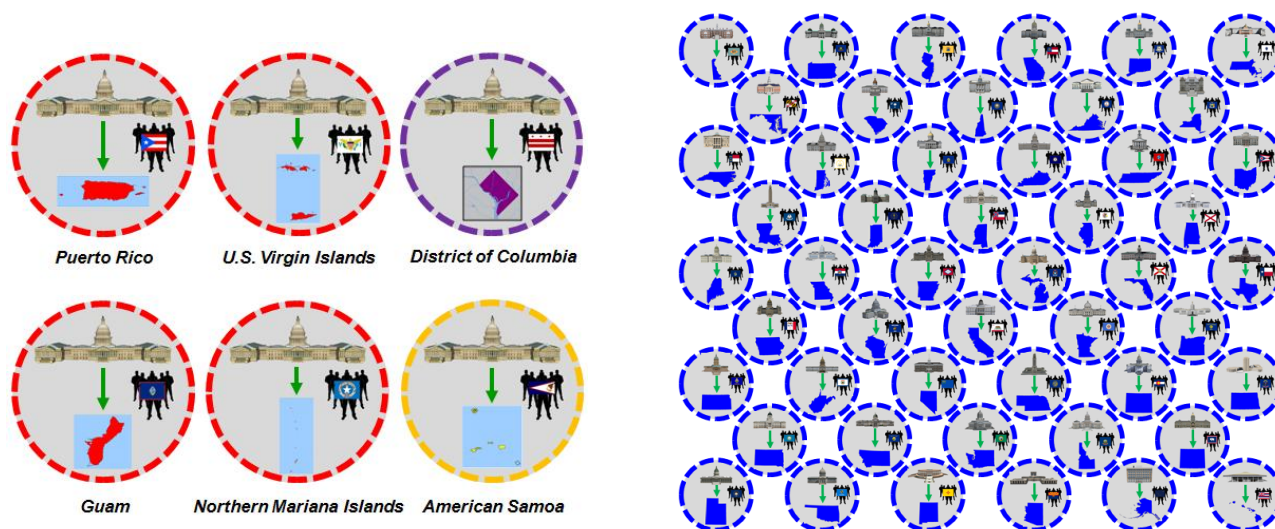 Puerto Rico
U.S. Virgin Islands
District of Columbia
Guam
Northern Mariana Islands
American Samoa